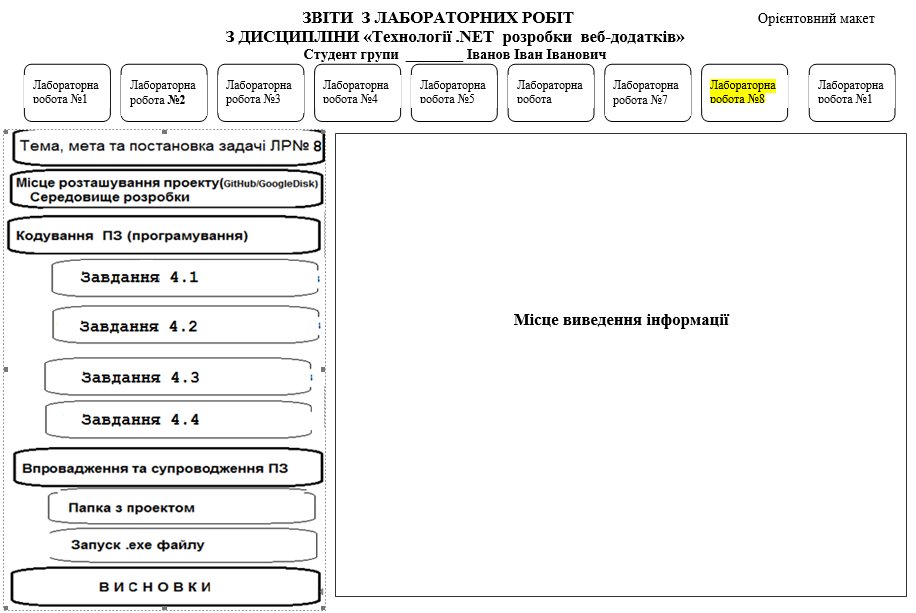 ЗВІТИ З ЛАБОРАТОРНИХ РОБІТ
Орієнтовний макет
З ДИСЦИПЛІНИ «Технології .NET розробки веб-додатків»
Студент групи ________ Іванов Іван Іванович
Лабораторна
робота №1
Лабораторна
робота №2
Лабораторна
робота №3
Лабораторна
робота №4
Лабораторна
робота №5
Лабораторна
робота
Лабораторна
робота №7
Лабораторна
робота №8
Лабораторна
робота №1
Тема, мета та постановка задачі ЛР№ 8
Місце розташування проекту(GitHub/GoogleDisk)
Середовище розробки
Кодування ПЗ (програмування)
Завдання 4.1
Завдання 4.2
Завдання 4.3
Завдання 4.4
Впровадження та супроводження ПЗ
Папка з проектом
Запуск .exe файлу
В И С Н О В К И
Місце виведення інформації